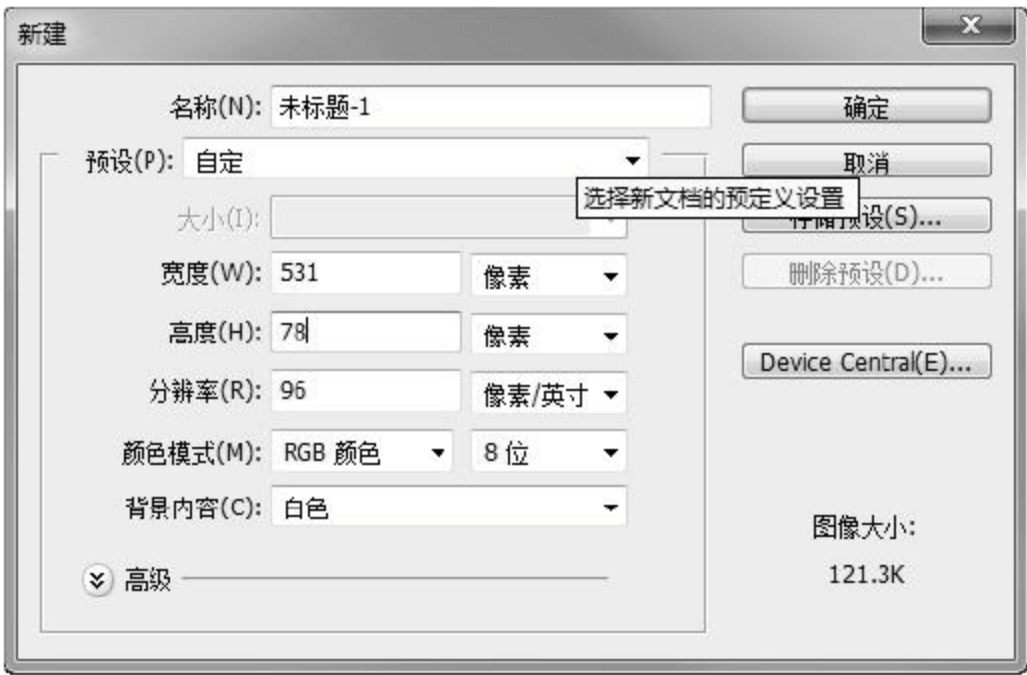 新建
名称(N): 未标题-1
确定
预设(P): 自定
取消
选择新文档的预定义设置
大小(I):
存储预设(S)...
宽度(W): 531 像素
删除预设(D)...
高度(H): 78 像素
Device Central(E)...
分辨率(R): 96 像素/英寸
颜色模式(M): RGB 颜色 8 位
背景内容(C): 白色
图像大小:
高级
121.3K